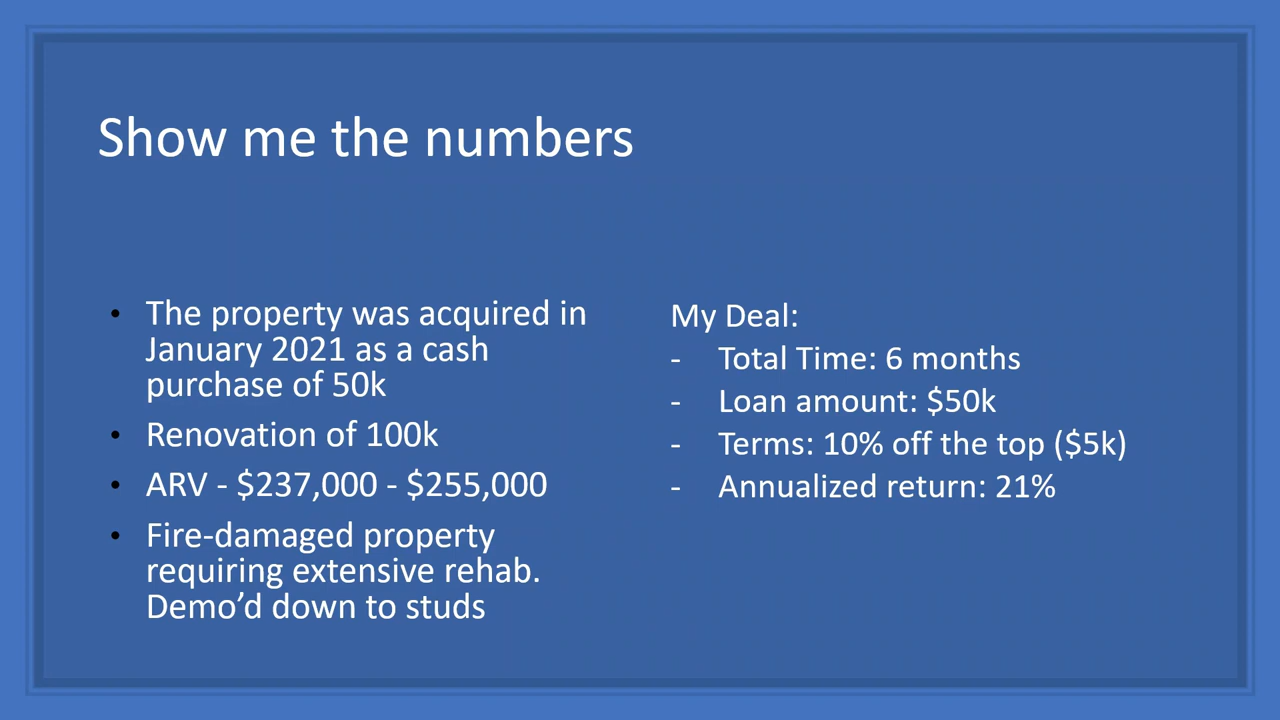 Show me the numbers
• The property was acquired in
January 2021 as a cash
purchase of 50k
• Renovation of 100k
• ARV - $237,000 - $255,000
• Fire-damaged property
requiring extensive rehab.
Demo’d down to studs
My Deal:
- Total Time: 6 months
- Loan amount: $50k
- Terms: 10% off the top ($5k)
- Annualized return: 21%